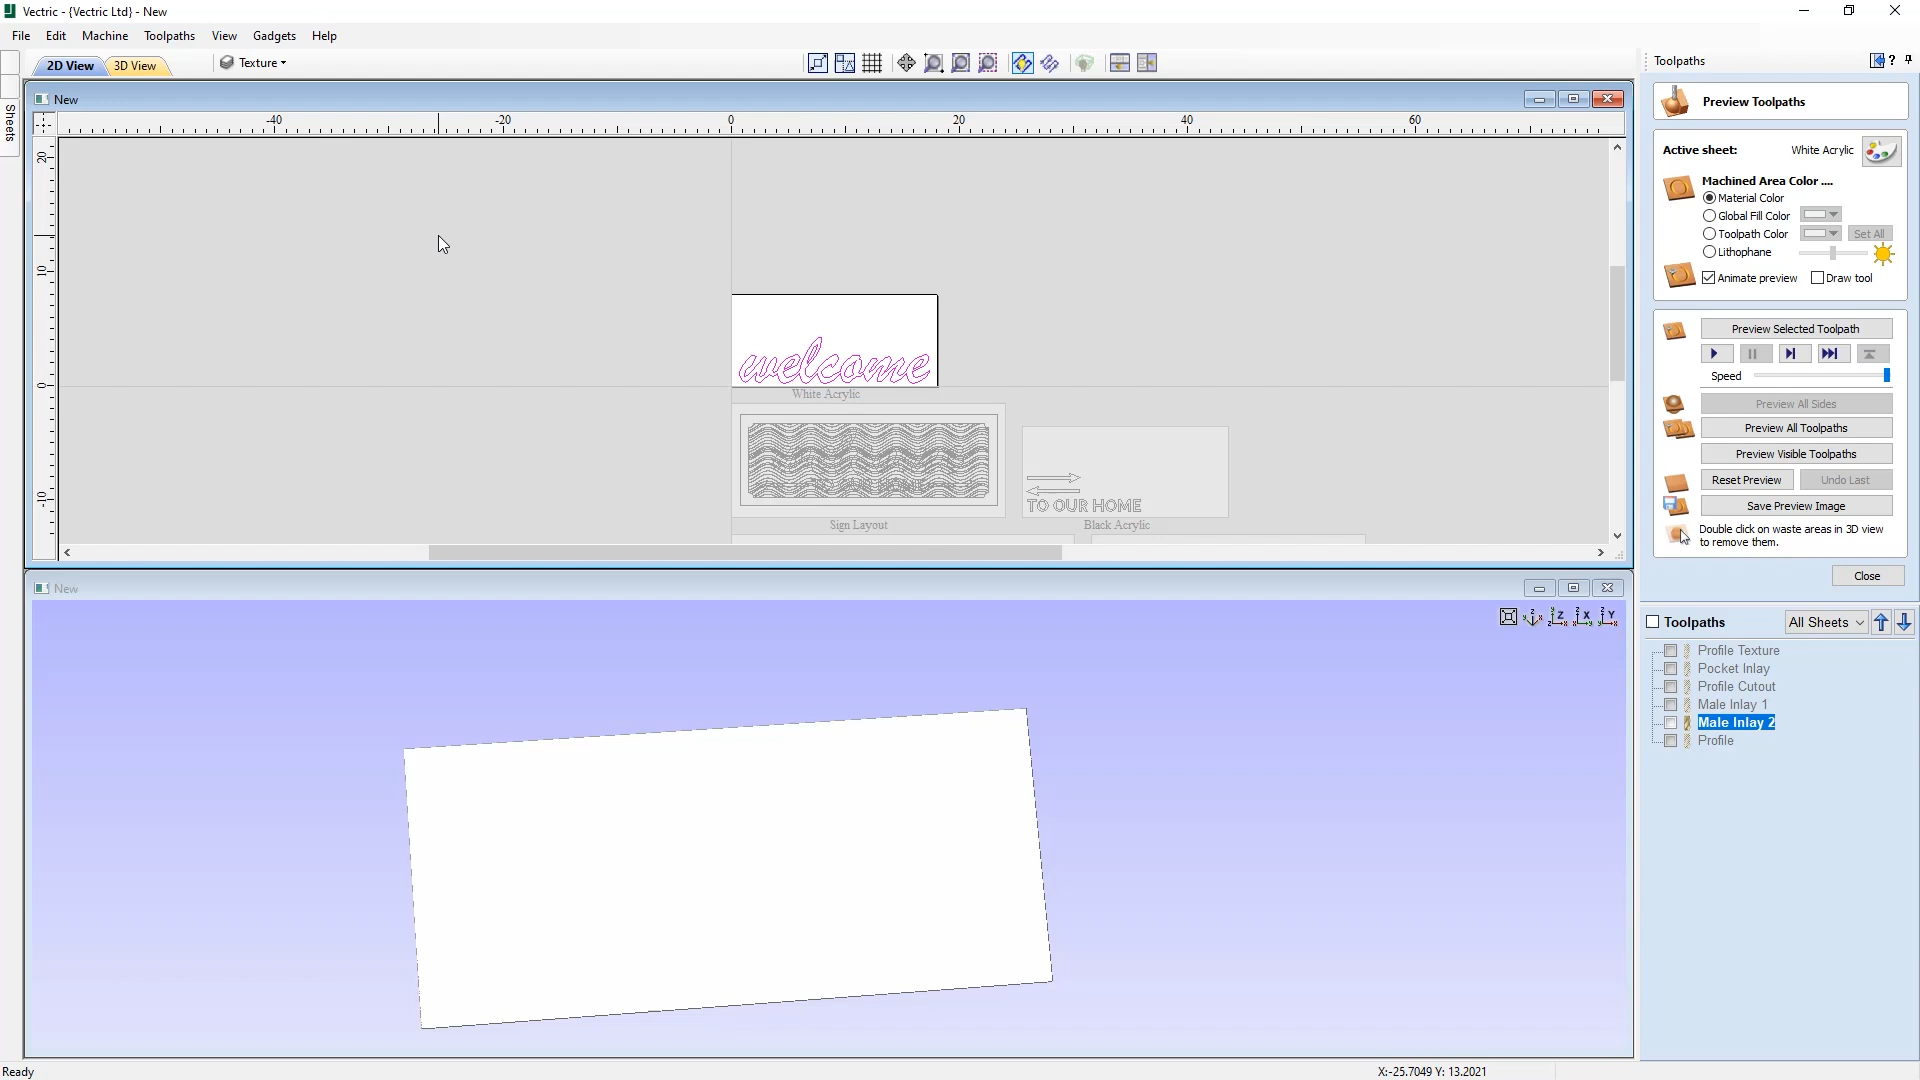 Vectric - {Vectric Ltd} - New
File Edit Machine Toolpaths View Gadgets Help
2D View 3D View Texture
Toolpaths
Sheets
New
-40 -20 0 20 40 60
20
10
0
-10
welcome
White Acrylic
TO OUR HOME
Sign Layout
Black Acrylic
New
Preview Toolpaths
Active sheet: White Acrylic
Machined Area Color ....
Material Color
Global Fill Color
Toolpath Color Set All
Lithophane
Animate preview Draw tool
Preview Selected Toolpath
Speed
Preview All Sides
Preview All Toolpaths
Preview Visible Toolpaths
Reset Preview Undo Last
Save Preview Image
Double click on waste areas in 3D view
to remove them.
Close
Toolpaths All Sheets
Profile Texture
Pocket Inlay
Profile Cutout
Male Inlay 1
Male Inlay 2
Profile
Ready X:-25.7049 Y: 13.2021